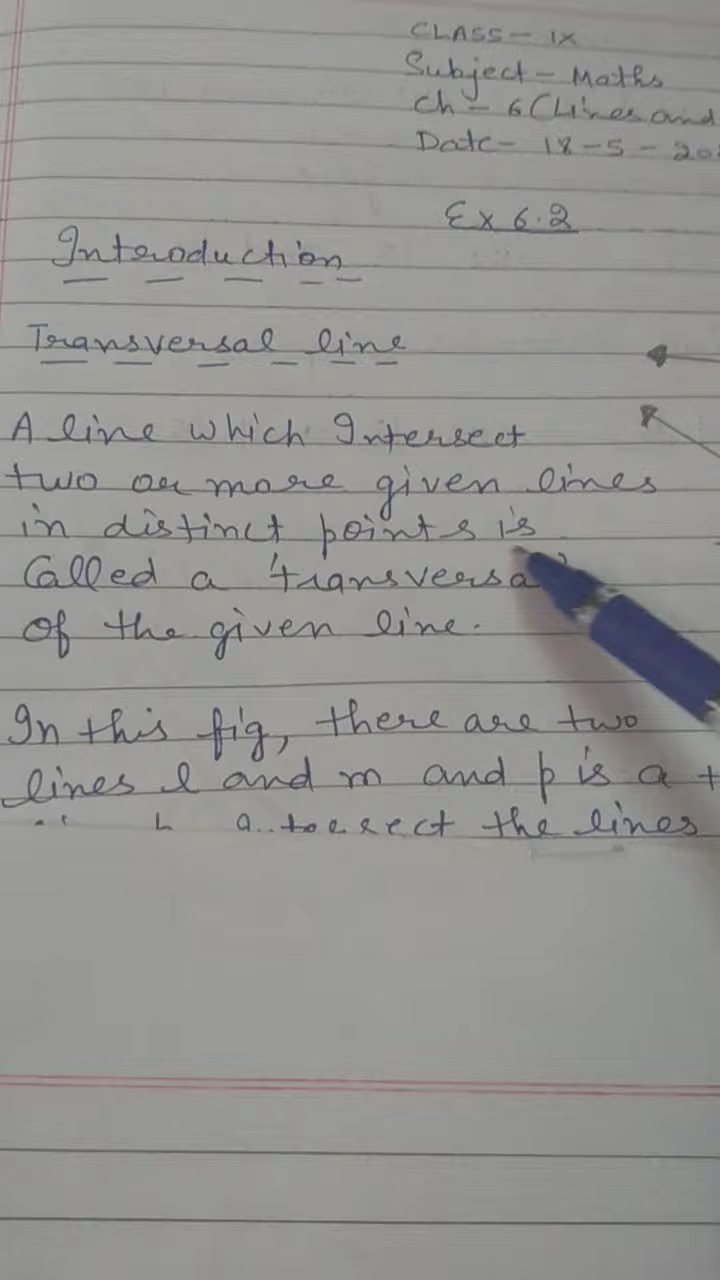 CLASS - IX
Subject - Maths
Ch - 6 (Lines and
Date - 18-5-20
Ex 6.2
Introduction
Transversal line
A line which Intersect
two or more given lines
in distinct points is
Called a 'transversa
of the given line.
In this fig, there are two
lines l and m and p is a t
the lines